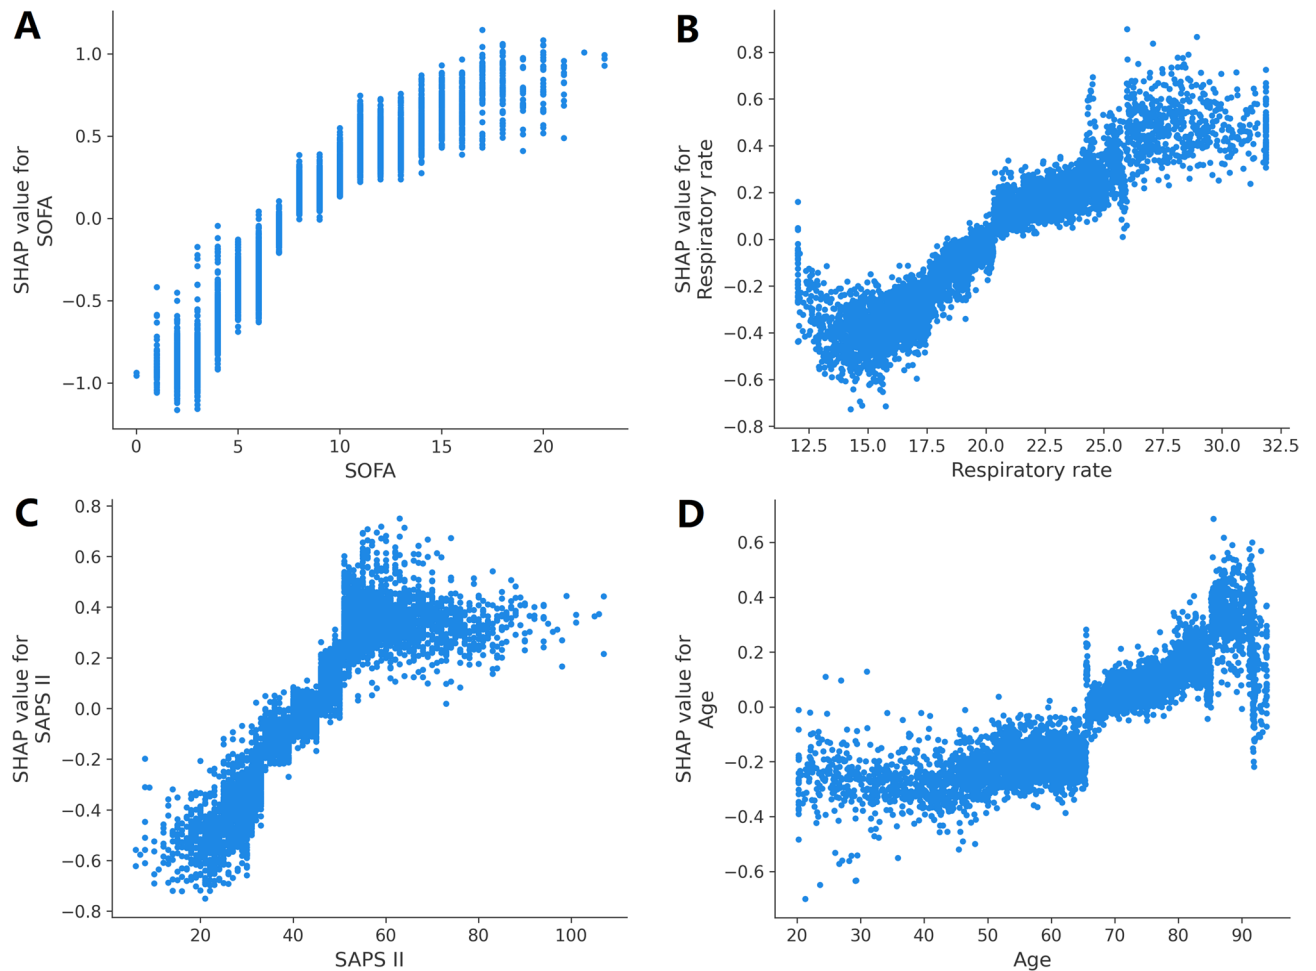 A
SHAP value for
SOFA
1.0
0.5
0.0
−0.5
−1.0
0 5 10 15 20
SOFA
B
SHAP value for
Respiratory rate
0.8
0.6
0.4
0.2
0.0
−0.2
−0.4
−0.6
−0.8
12.5 15.0 17.5 20.0 22.5 25.0 27.5 30.0 32.5
Respiratory rate
C
SHAP value for
SAPS II
0.8
0.6
0.4
0.2
0.0
−0.2
−0.4
−0.6
−0.8
20 40 60 80 100
SAPS II
D
SHAP value for
Age
0.6
0.4
0.2
0.0
−0.2
−0.4
−0.6
20 30 40 50 60 70 80 90
Age